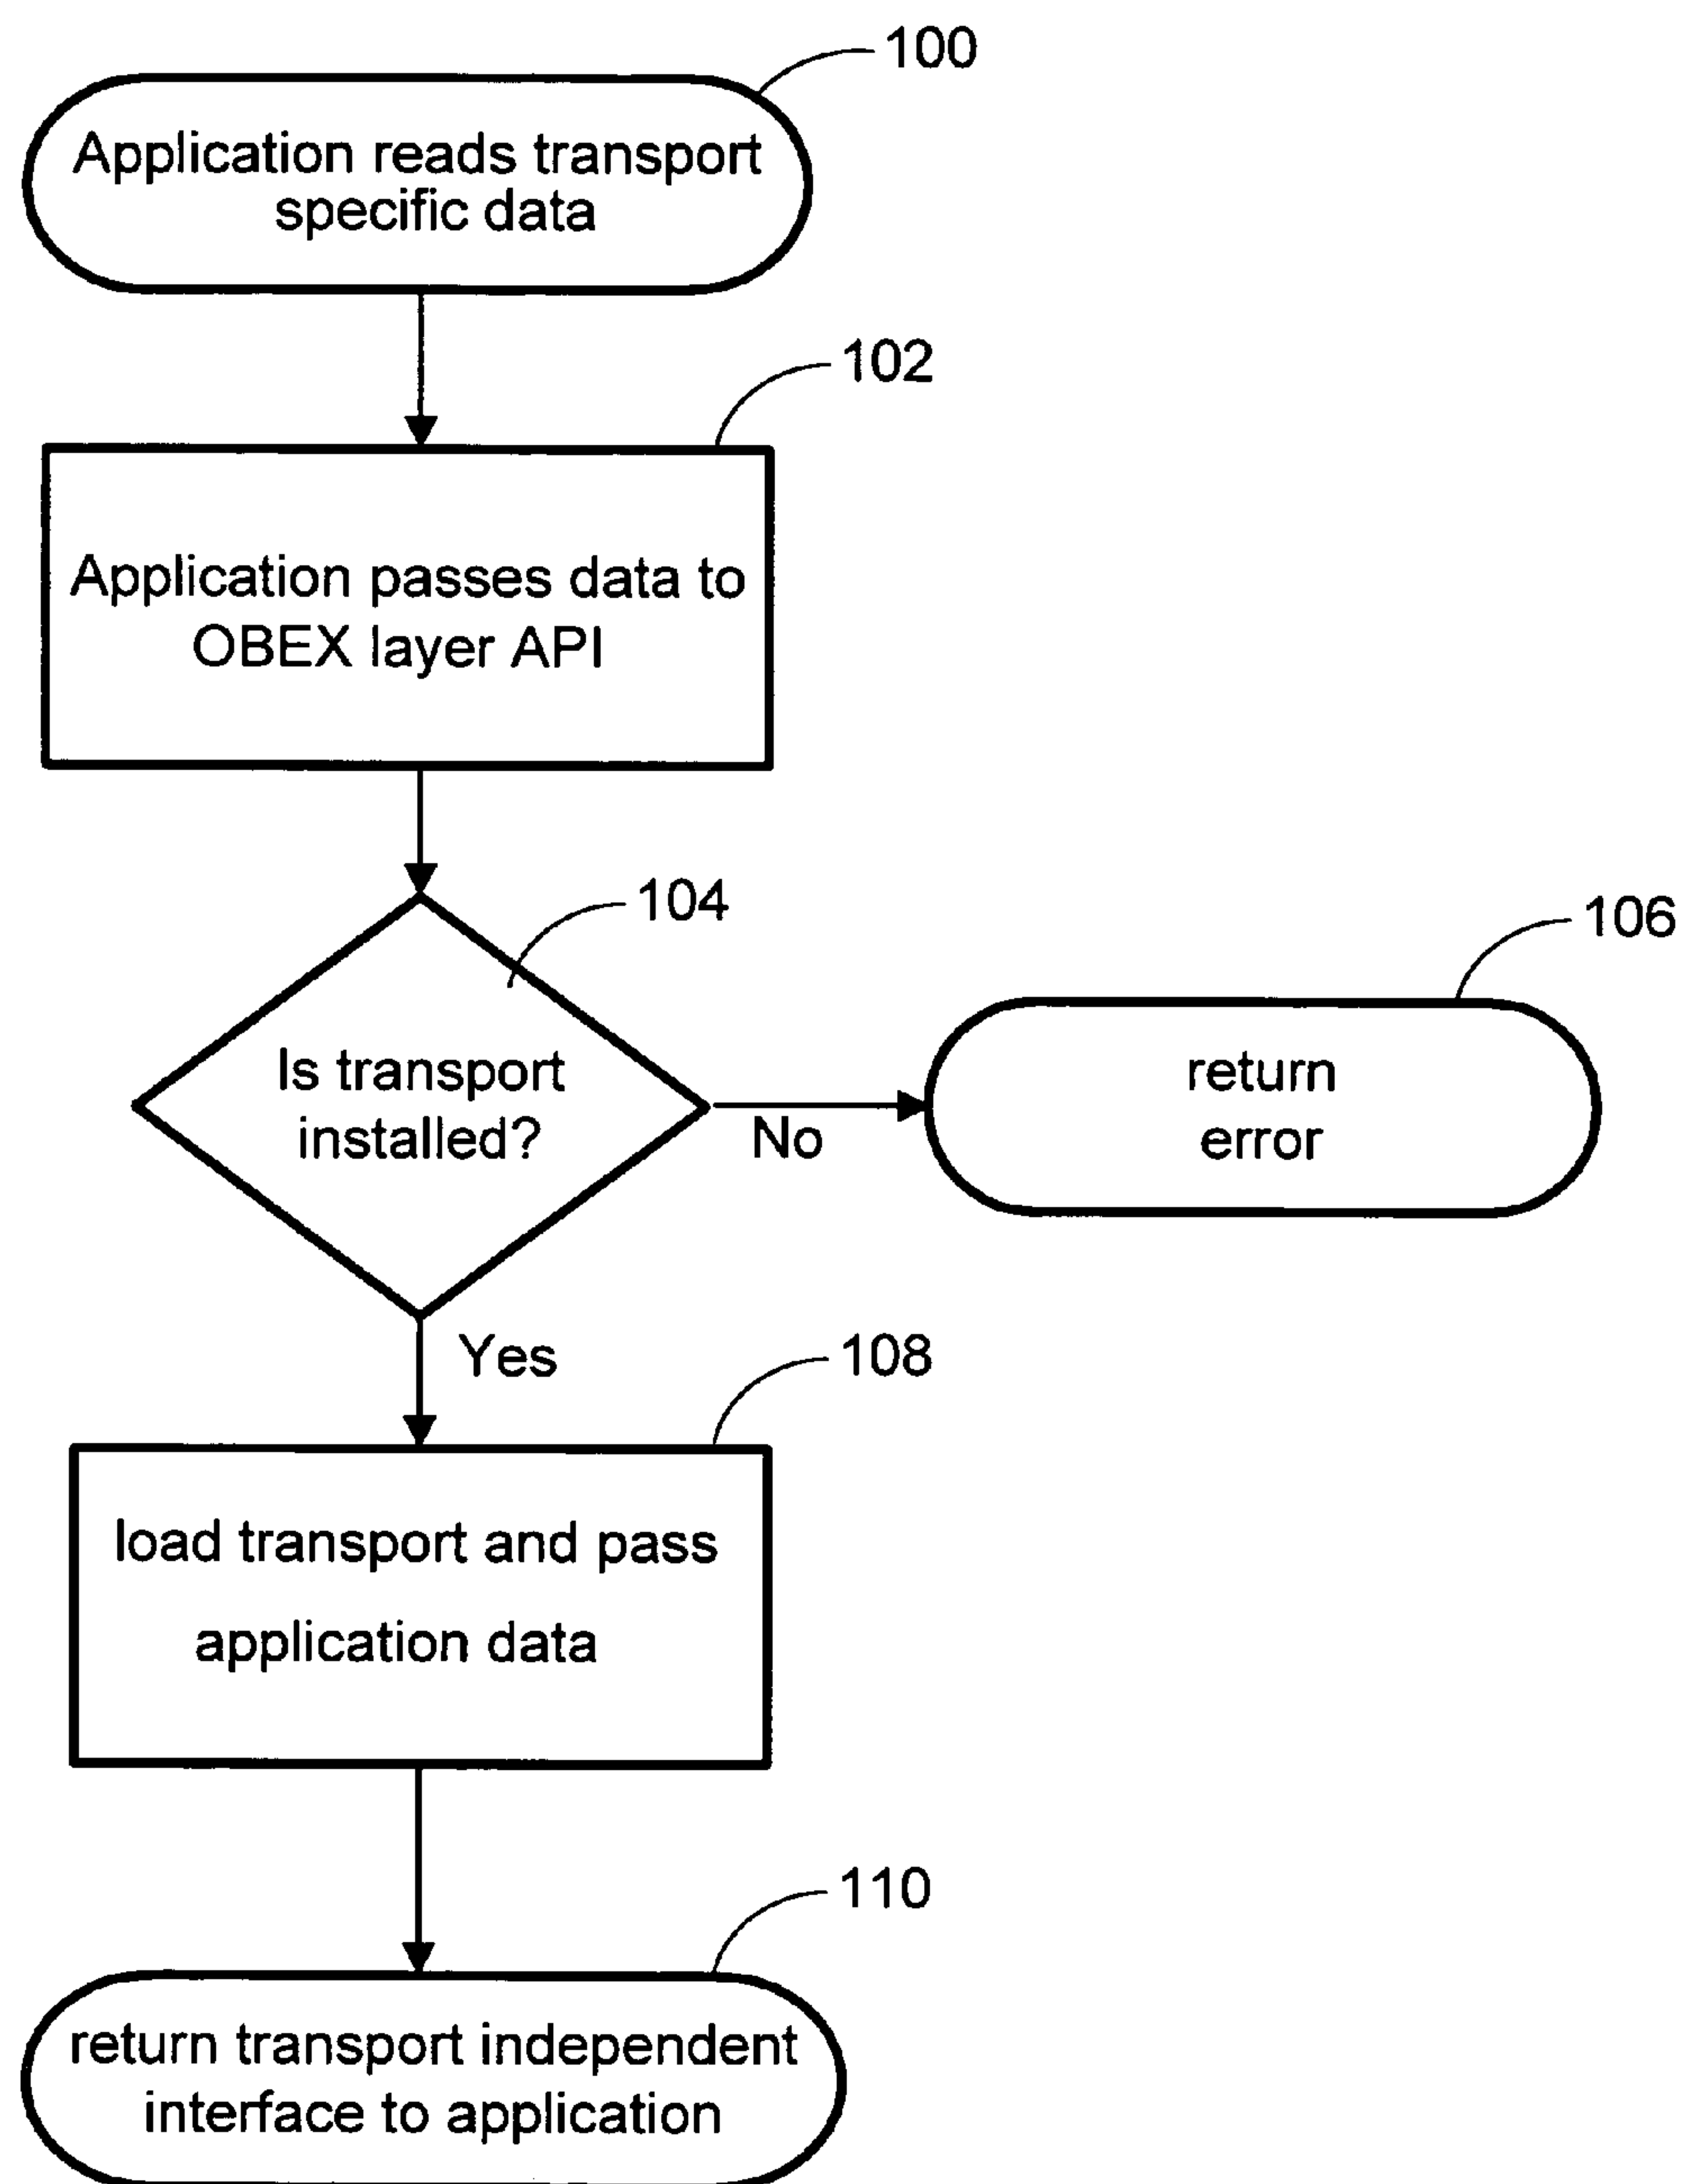 100
Application reads transport
specific data
102
Application passes data to
OBEX layer API
104
Is transport
installed?
No
106
return
error
Yes
108
load transport and pass
application data
110
return transport independent
interface to application